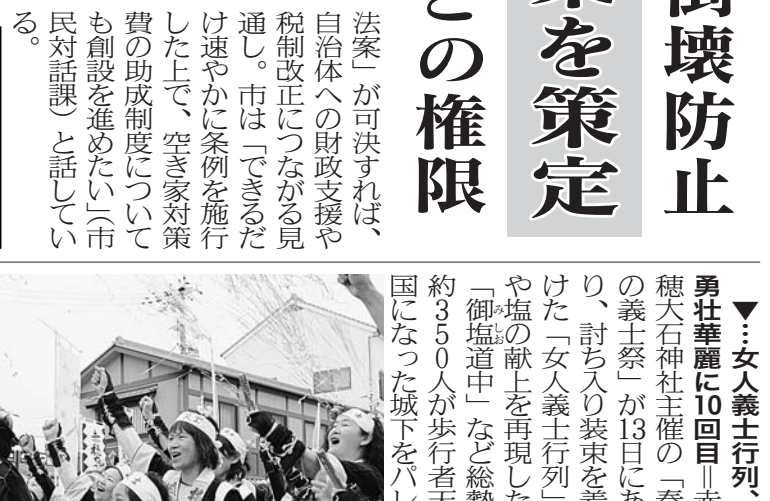 倒壊防止
策を策定
どの権限
法案」が可決すれば、
自治体への財政支援や
税制改正につながる見
通し。市は「できるだ
け速やかに条例を施行
した上で、空き家対策
費の助成制度について
も創設を進めたい」（市
民対話課）と話してい
る。
▼…女人義士行列、
勇壮華麗に10回目＝赤
穂大石神社主催の「春
の義士祭」が13日にあ
り、討ち入り装束を着
けた「女人義士行列」
や塩の献上を再現した
「御塩道中」など総勢
みしお
約350人が歩行者天
国になった城下をパレ